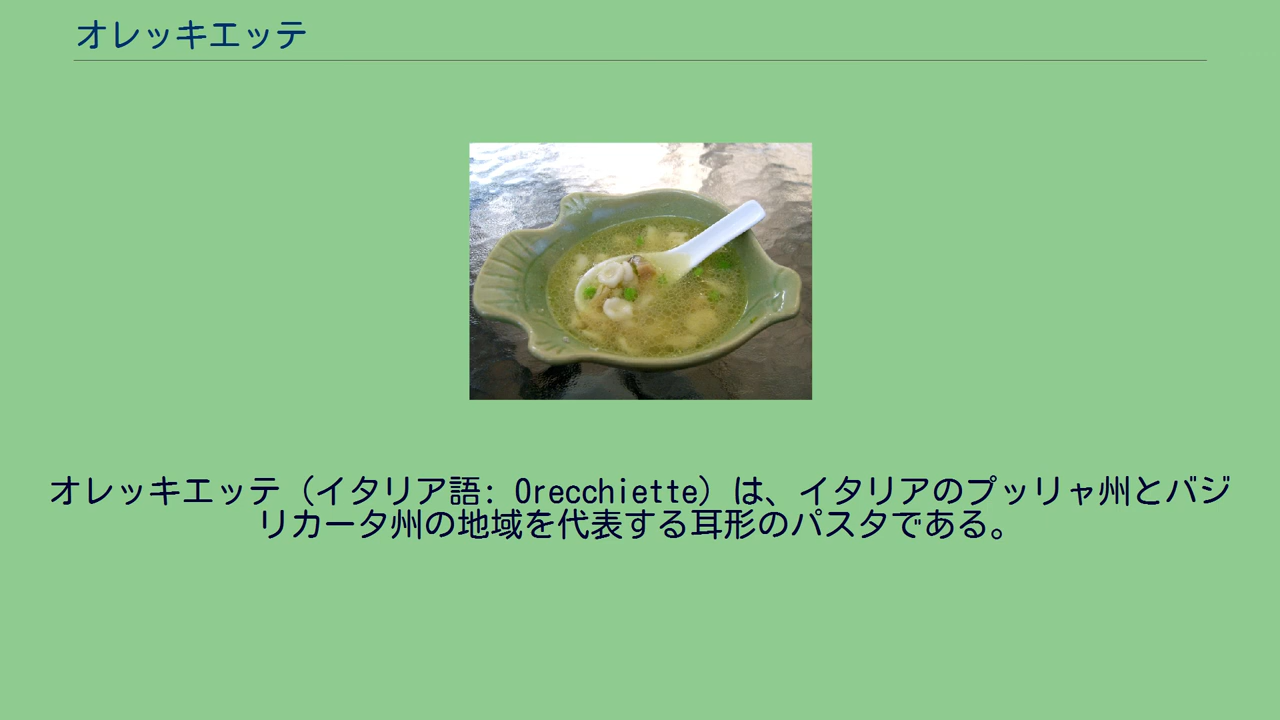 オレッキエッテ
オレッキエッテ（イタリア語: Orecchiette）は、イタリアのプッリャ州とバジ
リカータ州の地域を代表する耳形のパスタである。